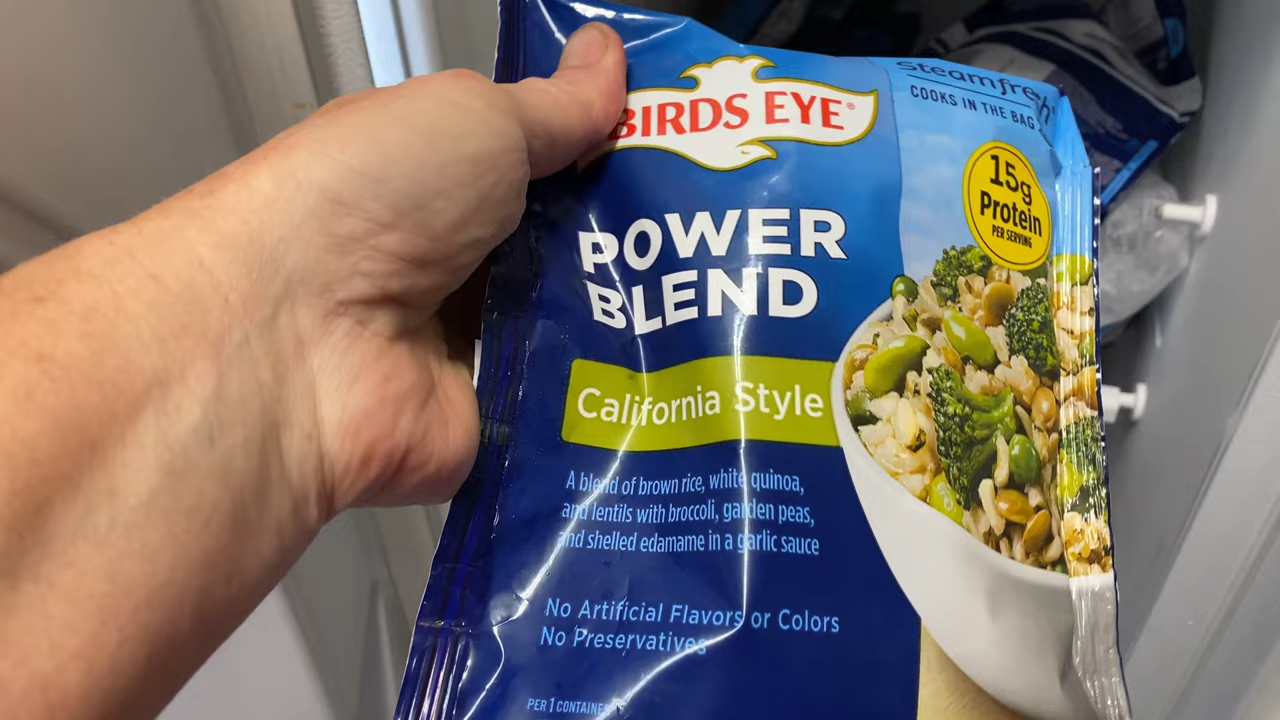 BIRDS EYE®
steamfresh
COOKS IN THE BAG
15g
Protein
PER SERVING
POWER
BLEND
California Style
A blend of brown rice, white quinoa,
and lentils with broccoli, garden peas,
and shelled edamame in a garlic sauce
No Artificial Flavors or Colors
No Preservatives
PER 1 CONTAINER